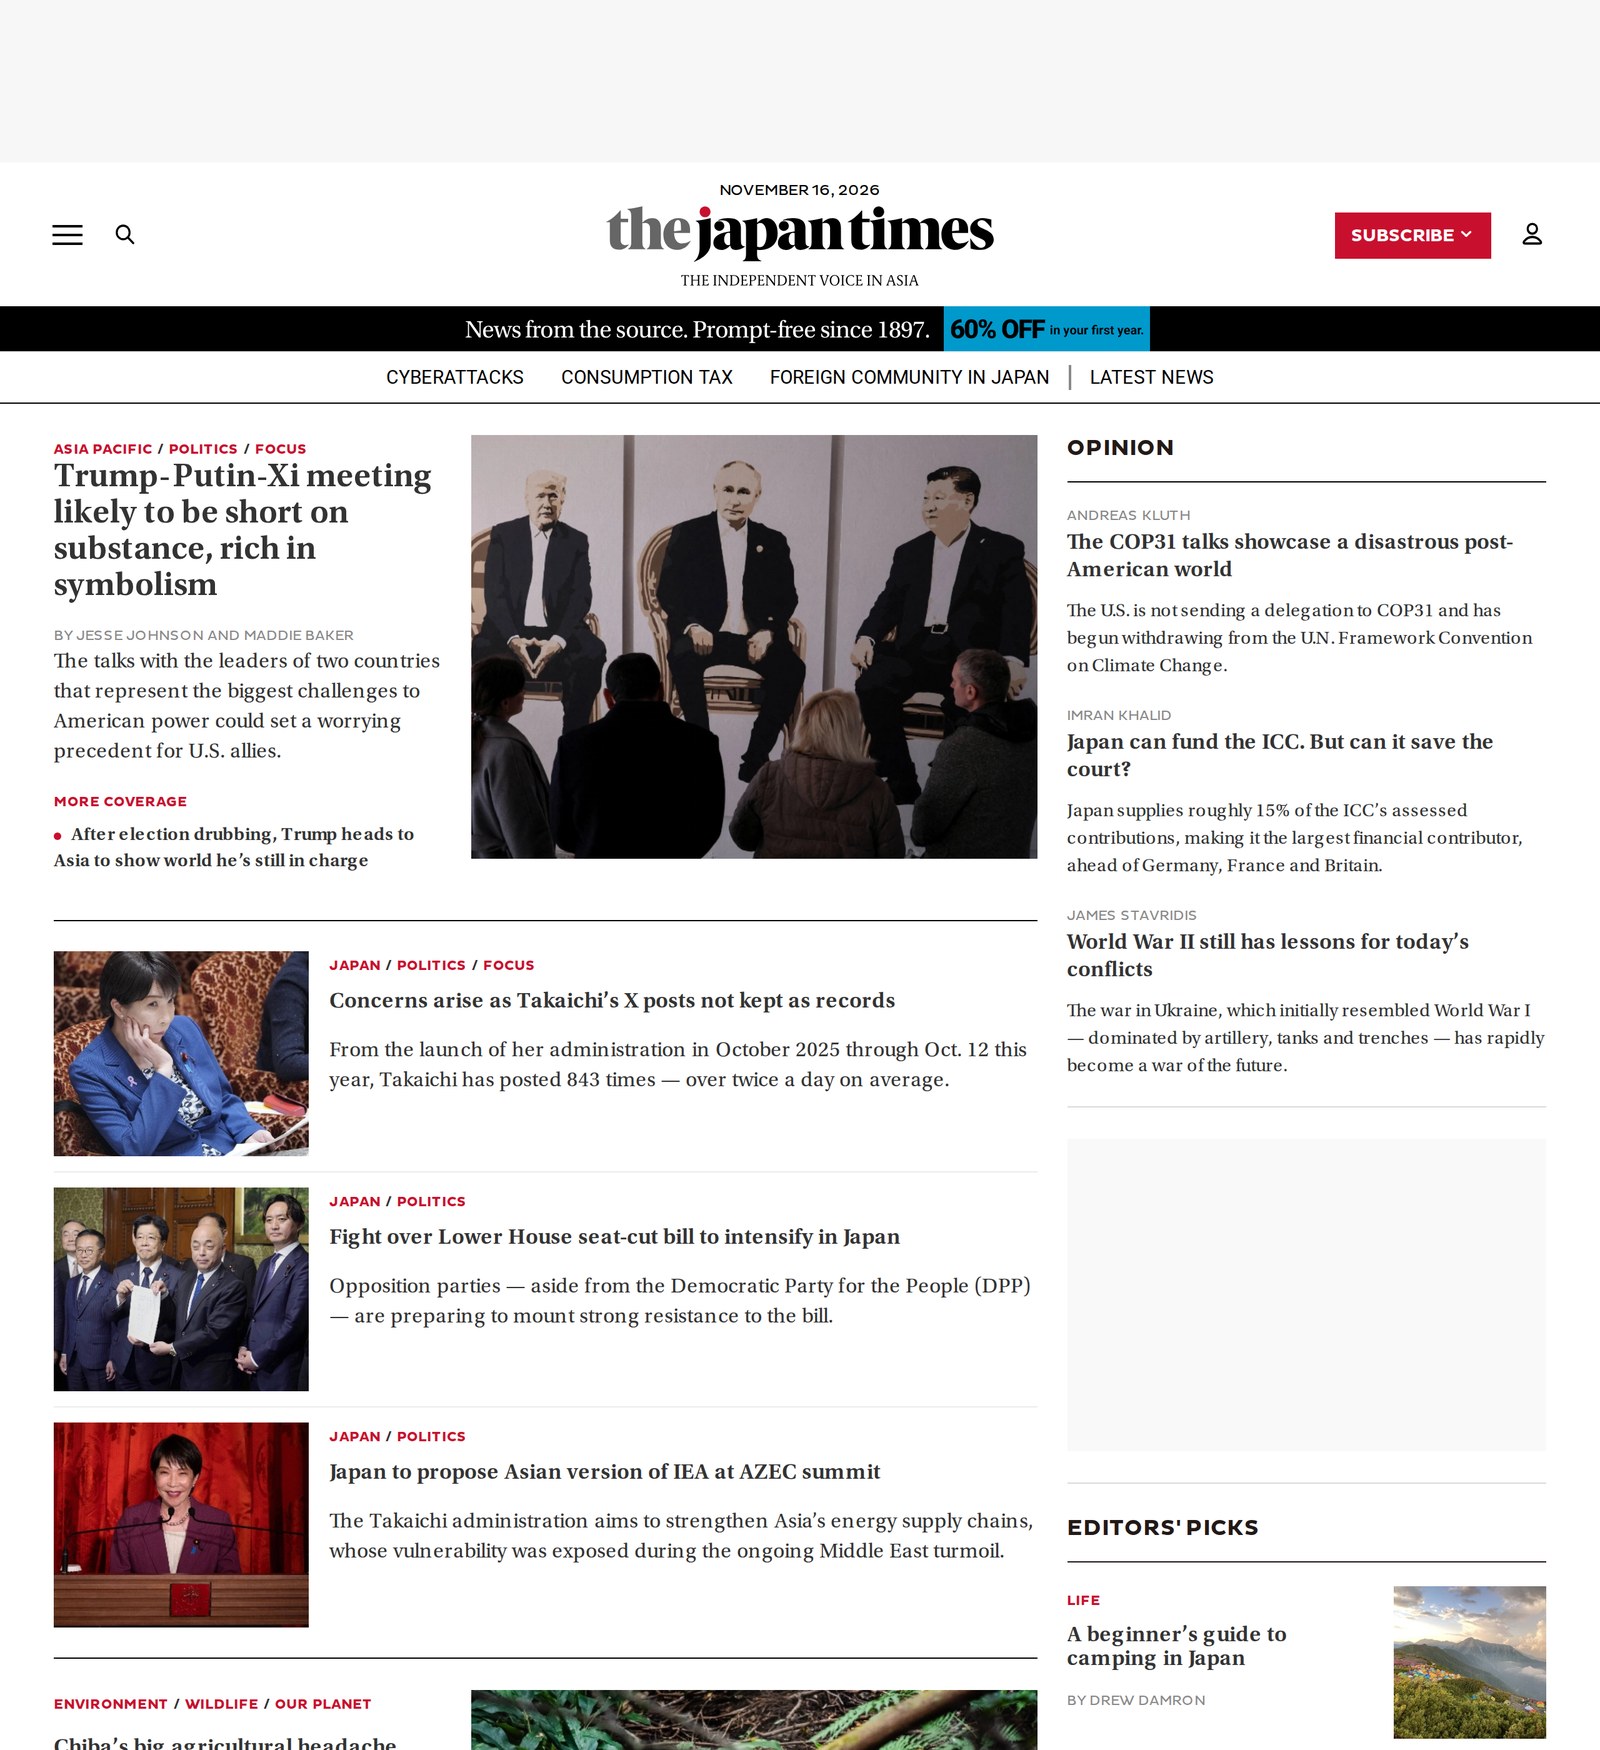 NOVEMBER 16, 2026
the japan times
THE INDEPENDENT VOICE IN ASIA
SUBSCRIBE
News from the source. Prompt-free since 1897.
60% OFF in your first year.
CYBERATTACKS
CONSUMPTION TAX
FOREIGN COMMUNITY IN JAPAN
LATEST NEWS
ASIA PACIFIC / POLITICS / FOCUS
Trump-Putin-Xi meeting
likely to be short on
substance, rich in
symbolism
BY JESSE JOHNSON AND MADDIE BAKER
The talks with the leaders of two countries
that represent the biggest challenges to
American power could set a worrying
precedent for U.S. allies.
MORE COVERAGE
After election drubbing, Trump heads to
Asia to show world he’s still in charge
JAPAN / POLITICS / FOCUS
Concerns arise as Takaichi’s X posts not kept as records
From the launch of her administration in October 2025 through Oct. 12 this
year, Takaichi has posted 843 times — over twice a day on average.
JAPAN / POLITICS
Fight over Lower House seat-cut bill to intensify in Japan
Opposition parties — aside from the Democratic Party for the People (DPP)
— are preparing to mount strong resistance to the bill.
JAPAN / POLITICS
Japan to propose Asian version of IEA at AZEC summit
The Takaichi administration aims to strengthen Asia’s energy supply chains,
whose vulnerability was exposed during the ongoing Middle East turmoil.
ENVIRONMENT / WILDLIFE / OUR PLANET
Chiba’s big agricultural headache
OPINION
ANDREAS KLUTH
The COP31 talks showcase a disastrous post-
American world
The U.S. is not sending a delegation to COP31 and has
begun withdrawing from the U.N. Framework Convention
on Climate Change.
IMRAN KHALID
Japan can fund the ICC. But can it save the
court?
Japan supplies roughly 15% of the ICC’s assessed
contributions, making it the largest financial contributor,
ahead of Germany, France and Britain.
JAMES STAVRIDIS
World War II still has lessons for today’s
conflicts
The war in Ukraine, which initially resembled World War I
— dominated by artillery, tanks and trenches — has rapidly
become a war of the future.
EDITORS' PICKS
LIFE
A beginner’s guide to
camping in Japan
BY DREW DAMRON